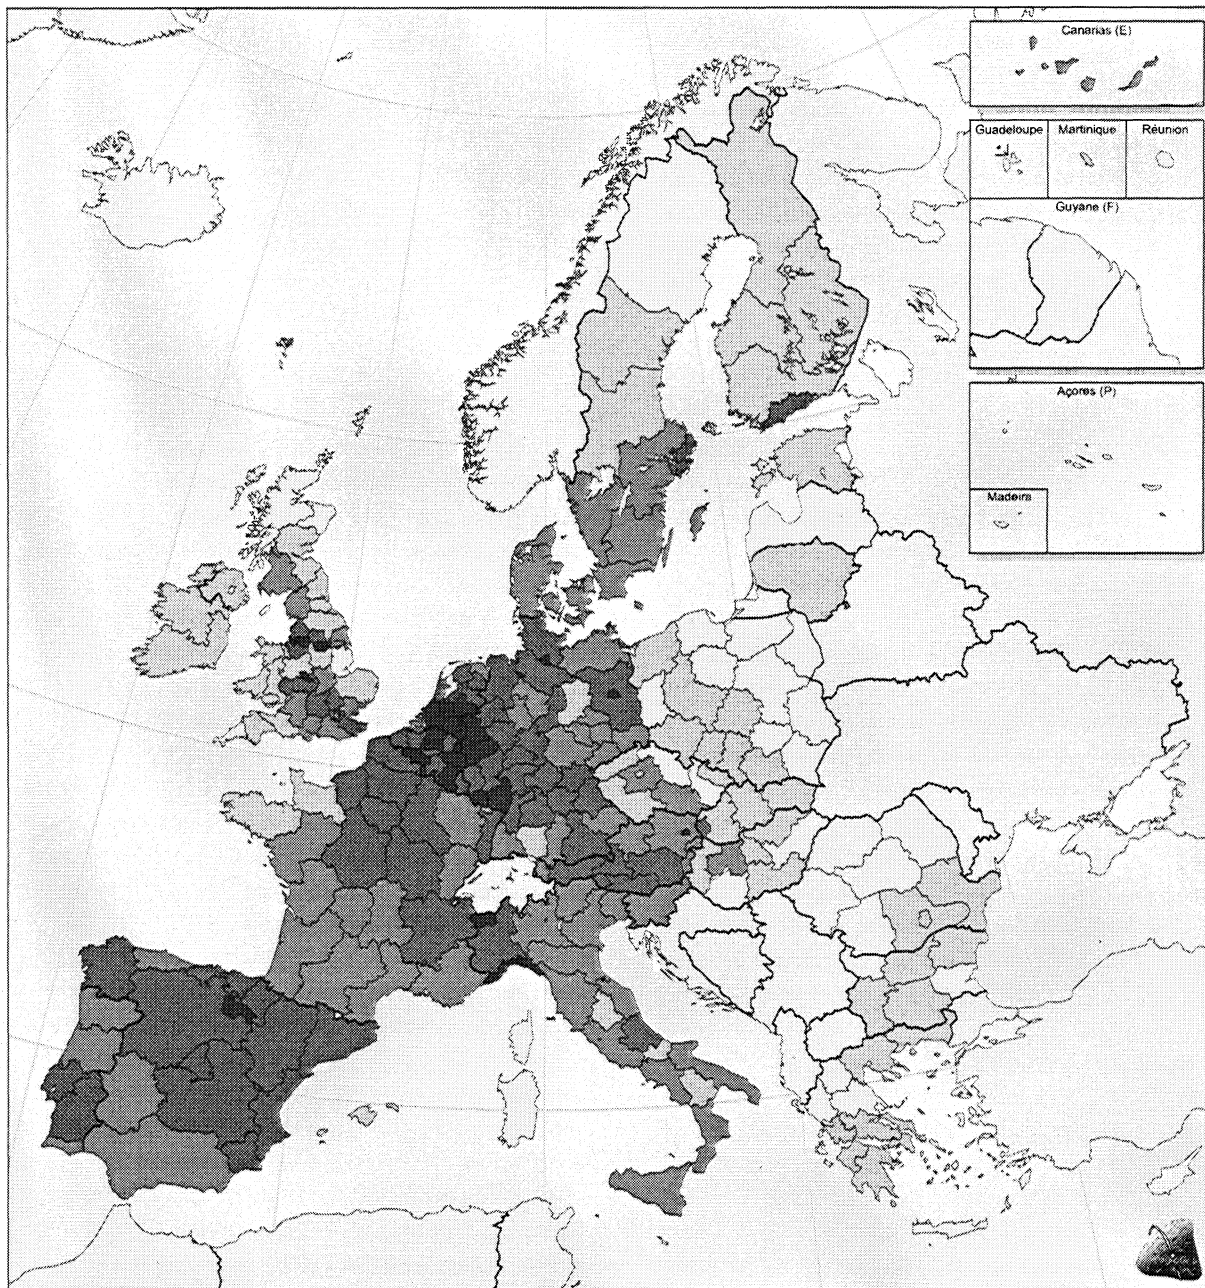 Canarias (E)
Guadeloupe
Martinique
Réunion
Guyane (F)
Açores (P)
Madeira